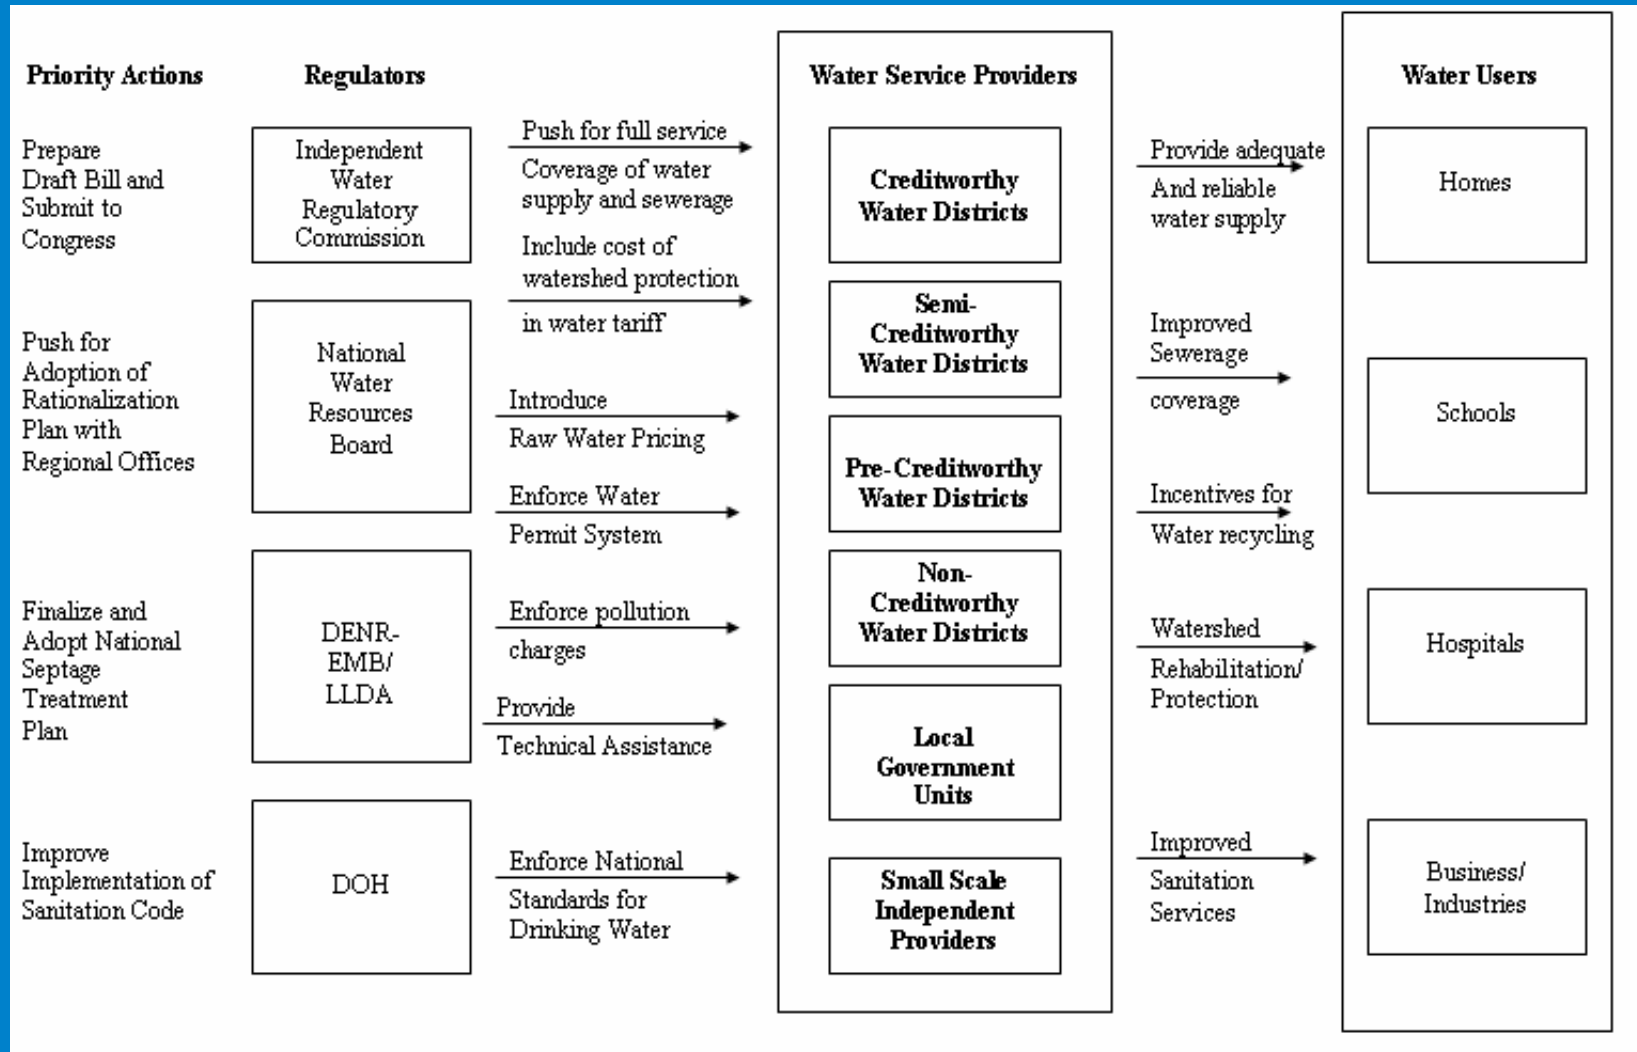 Priority Actions
Regulators
Water Service Providers
Water Users
Prepare
Draft Bill and
Submit to
Congress
Independent
Water
Regulatory
Commission
Push for full service
Coverage of water
supply and sewerage
Include cost of
watershed protection
in water tariff
Creditworthy
Water Districts
Provide adequate
And reliable
water supply
Homes
Push for
Adoption of
Rationalization
Plan with
Regional Offices
National
Water
Resources
Board
Introduce
Raw Water Pricing
Enforce Water
Permit System
Semi-
Creditworthy
Water Districts
Pre-Creditworthy
Water Districts
Improved
Sewerage
coverage
Incentives for
Water recycling
Schools
Finalize and
Adopt National
Septage
Treatment
Plan
DENR-
EMB/
LLDA
Enforce pollution
charges
Provide
Technical Assistance
Non-
Creditworthy
Water Districts
Local
Government
Units
Watershed
Rehabilitation/
Protection
Hospitals
Improve
Implementation of
Sanitation Code
DOH
Enforce National
Standards for
Drinking Water
Small Scale
Independent
Providers
Improved
Sanitation
Services
Business/
Industries